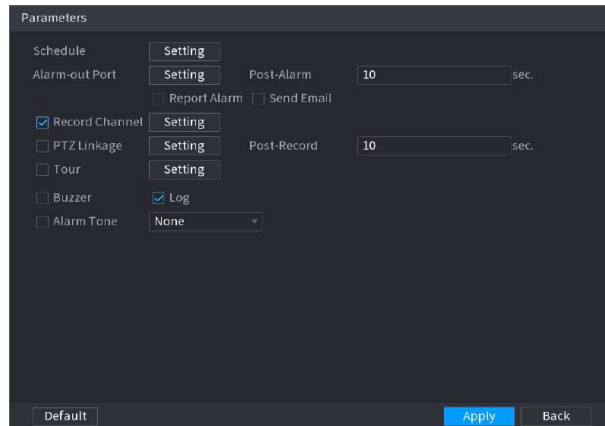 Parameters
Schedule Setting
Alarm-out Port Setting Post-Alarm 10 sec.
Report Alarm Send Email
Record Channel Setting
PTZ Linkage Setting Post-Record 10 sec.
Tour Setting
Buzzer Log
Alarm Tone None
Default Apply Back